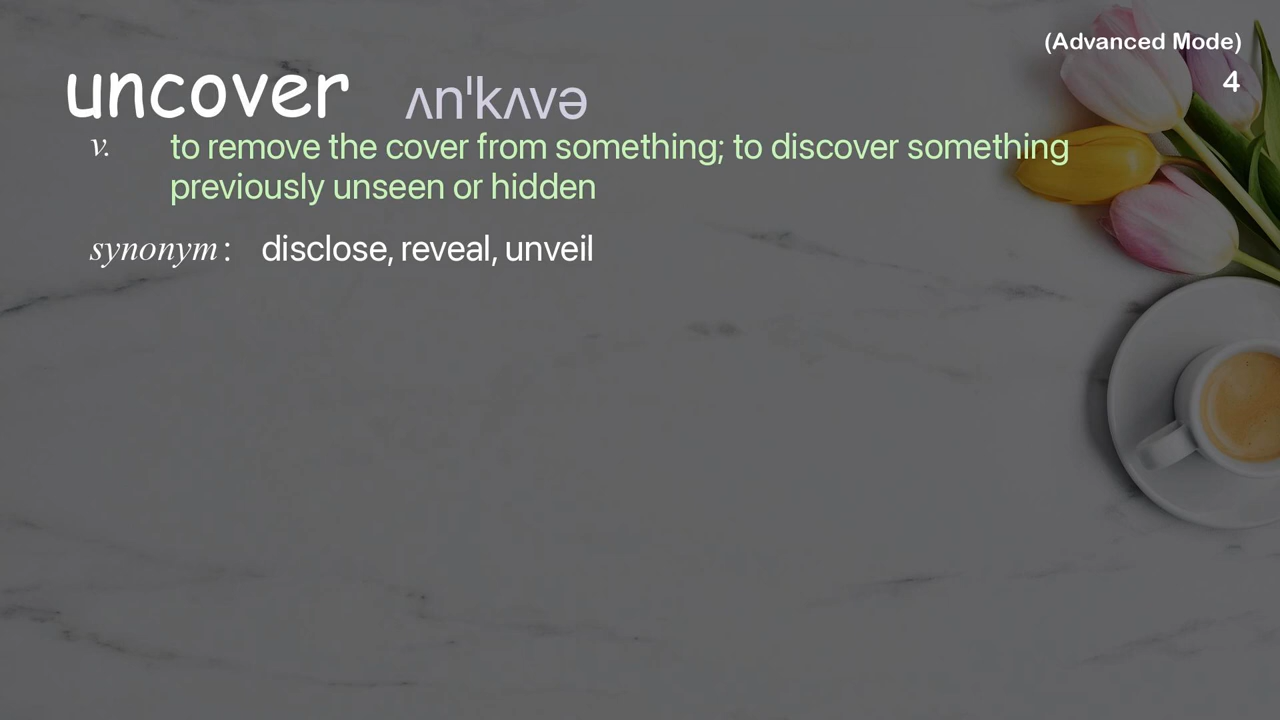 (Advanced Mode)
4
uncover ʌnˈkʌvə
v. to remove the cover from something; to discover something
previously unseen or hidden
synonym : disclose, reveal, unveil